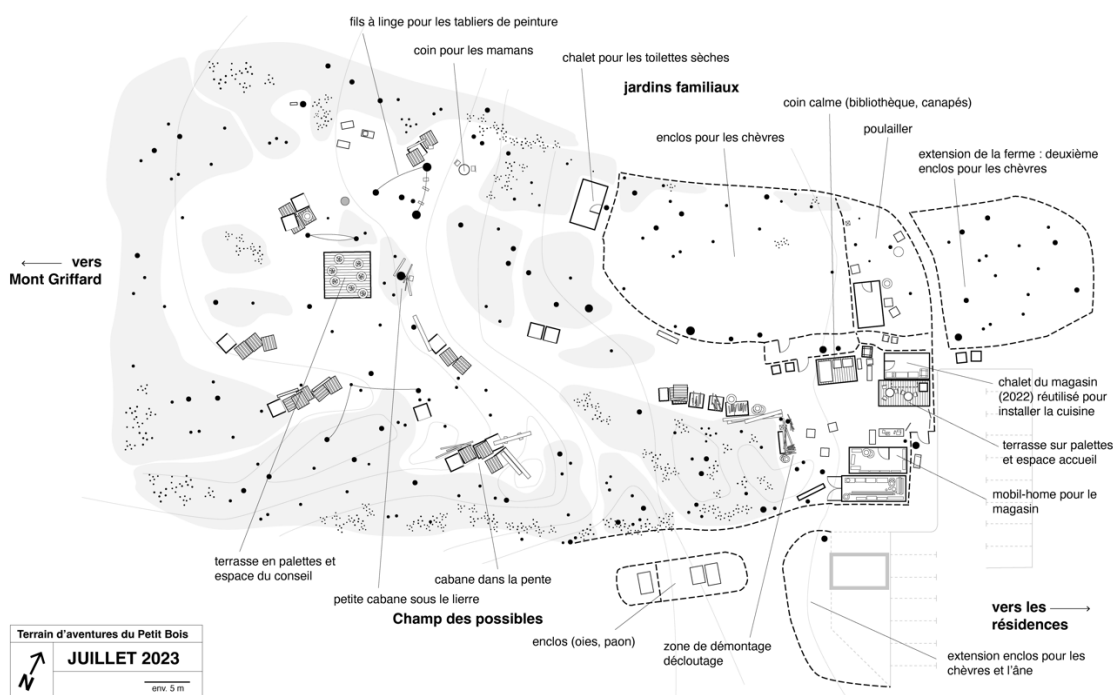 fils à linge pour les tabliers de peinture
coin pour les mamans
chalet pour les toilettes sèches
jardins familiaux
coin calme (bibliothèque, canapés)
enclos pour les chèvres
poulailler
extension de la ferme : deuxième
enclos pour les chèvres
vers
Mont Griffard
chalet du magasin
(2022) réutilisé pour
installer la cuisine
terrasse sur palettes
et espace accueil
mobil-home pour le
magasin
terrasse en palettes et
espace du conseil
cabane dans la pente
petite cabane sous le lierre
Champ des possibles
enclos (oies, paon)
zone de démontage
décloutage
vers les
résidences
extension enclos pour les
chèvres et l'âne
Terrain d'aventures du Petit Bois
JUILLET 2023
N
env. 5 m